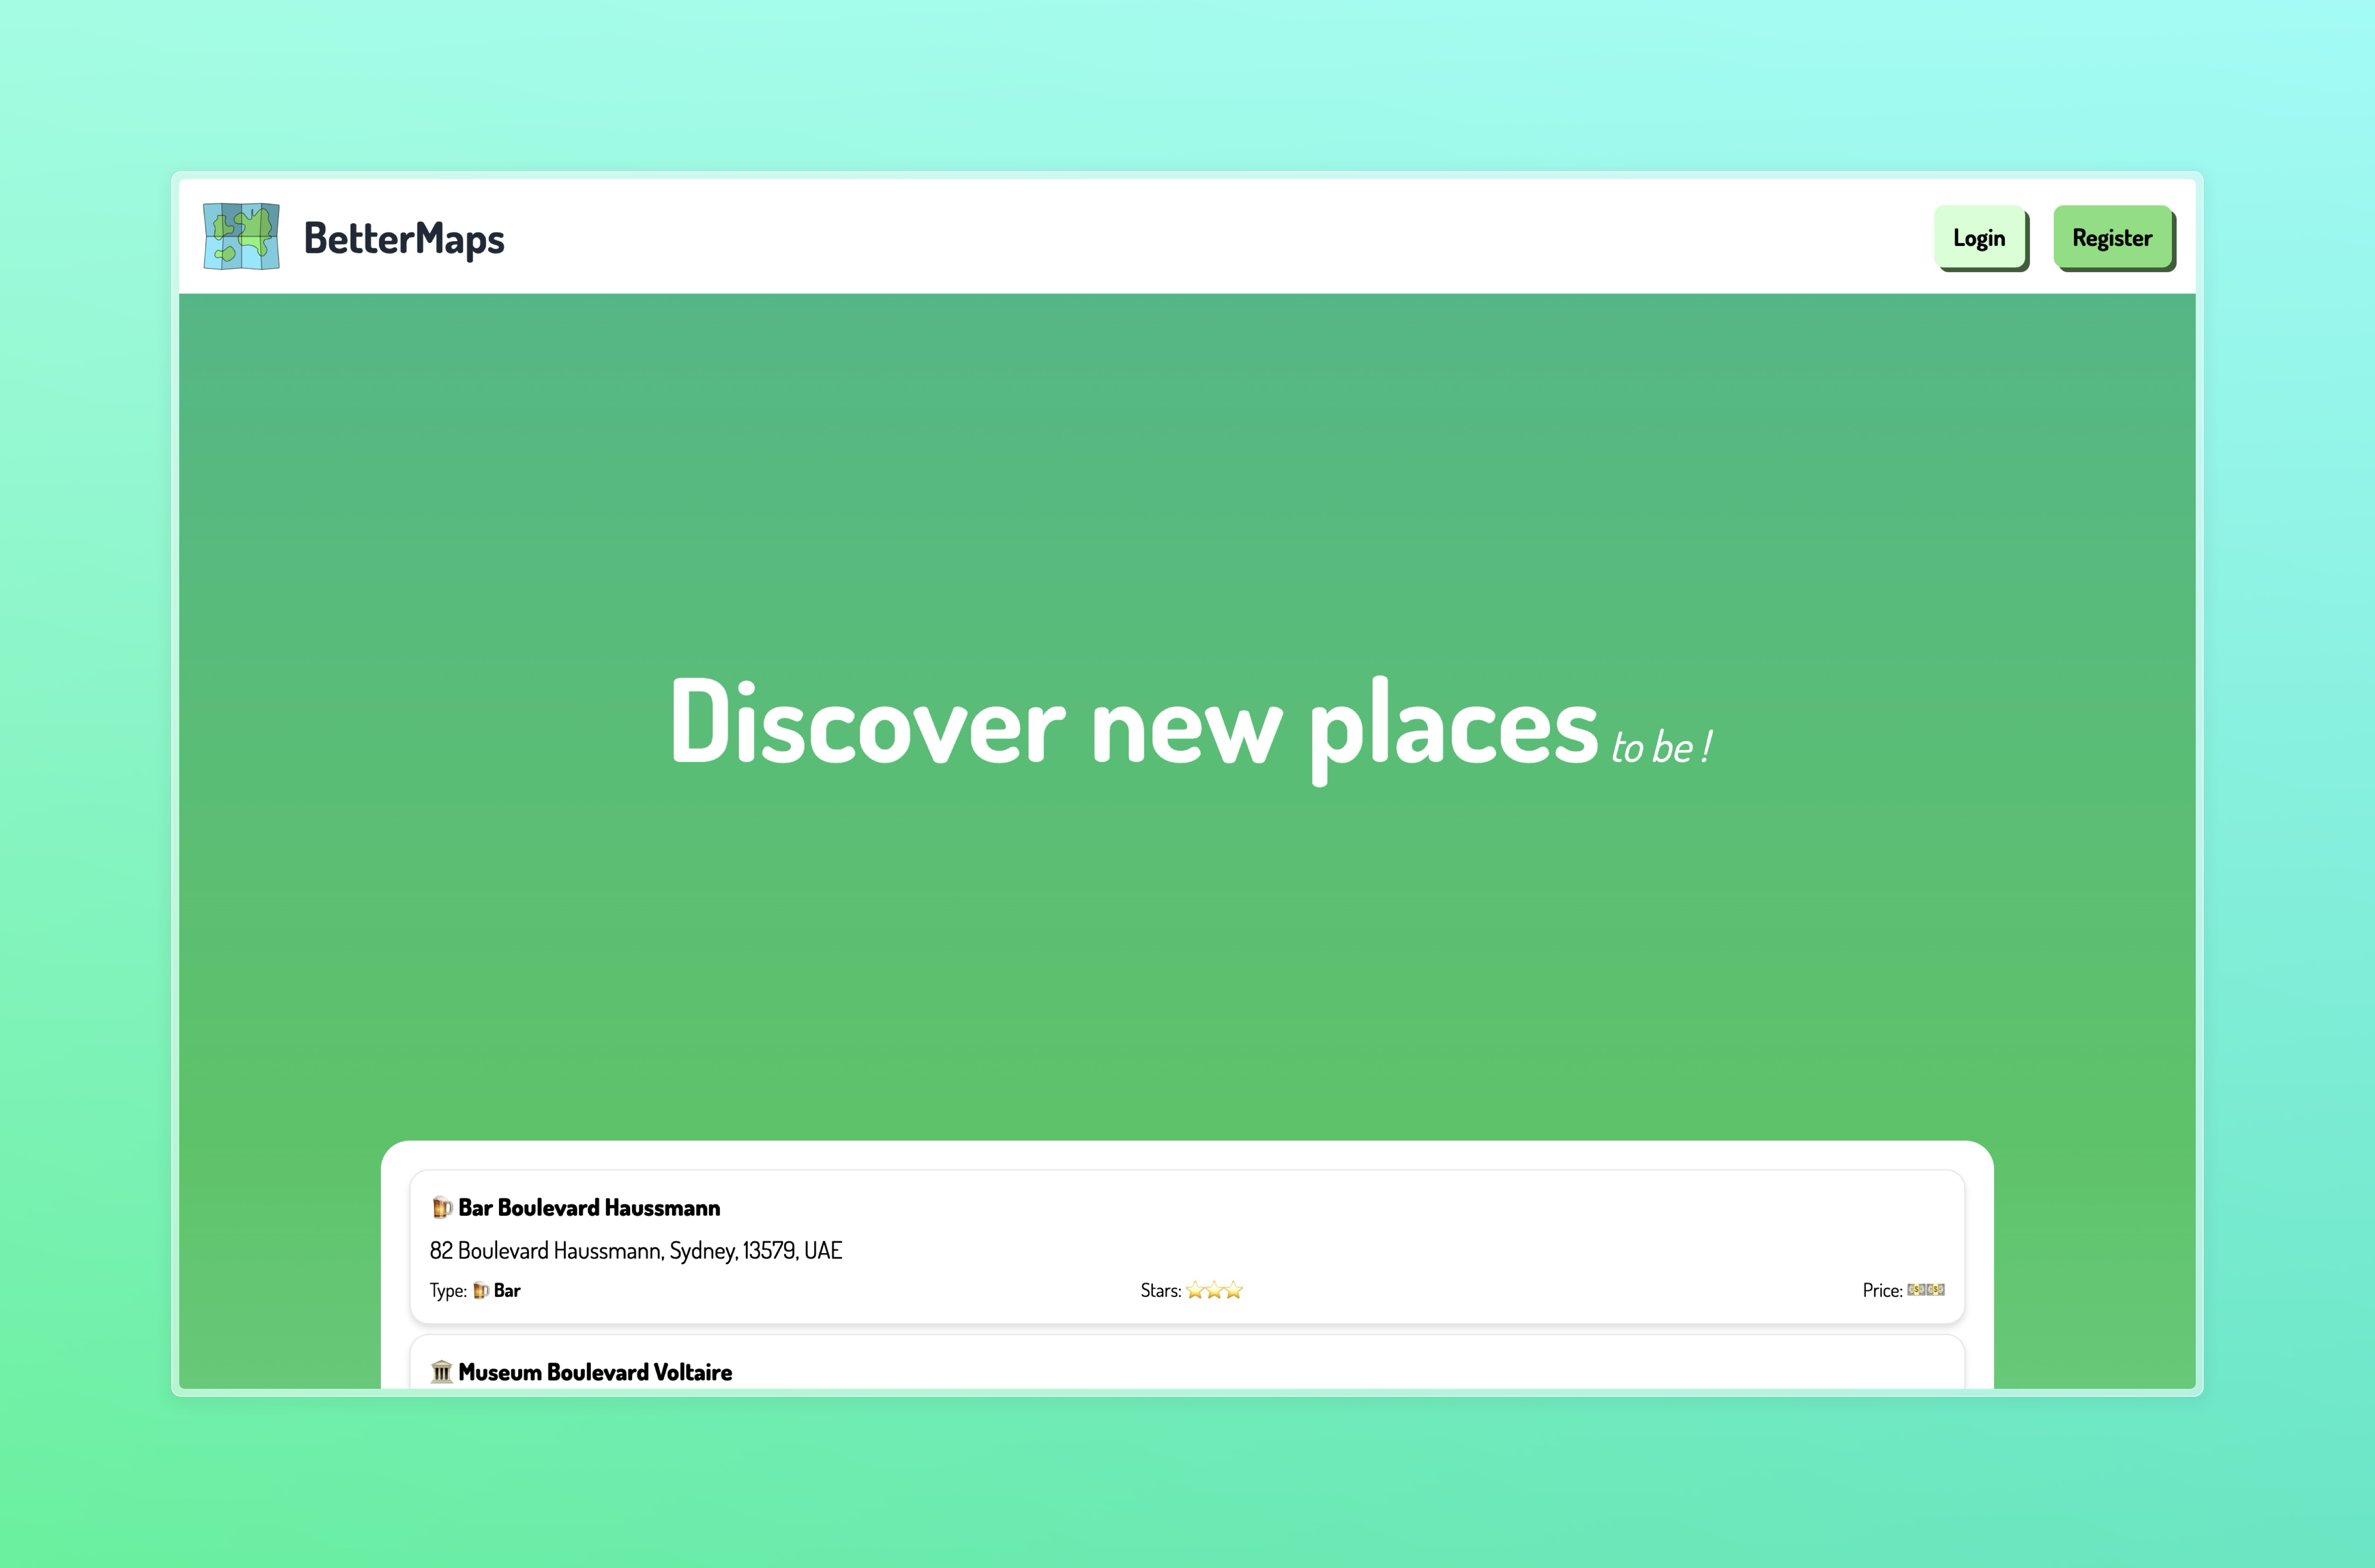 BetterMaps
Login
Register
Discover new places to be !
Bar Boulevard Haussmann
82 Boulevard Haussmann, Sydney, 13579, UAE
Type: Bar
Stars: ⭐⭐⭐
Price: 💵💵
Museum Boulevard Voltaire